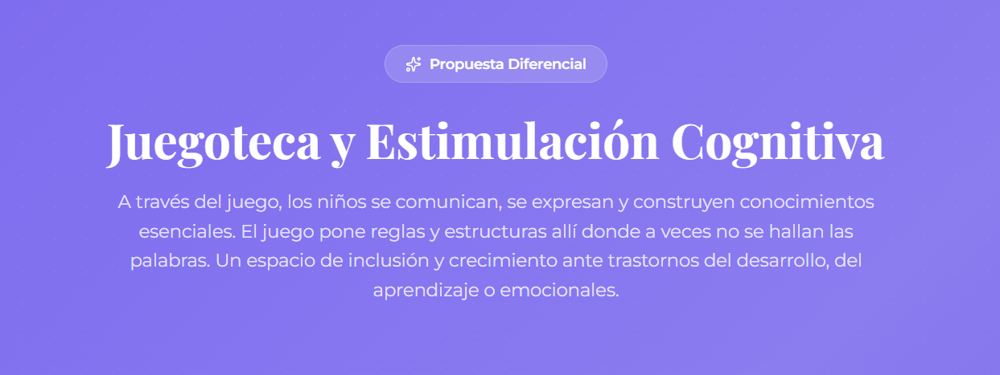 Propuesta Diferencial
Juegoteca y Estimulación Cognitiva
A través del juego, los niños se comunican, se expresan y construyen conocimientos
esenciales. El juego pone reglas y estructuras allí donde a veces no se hallan las
palabras. Un espacio de inclusión y crecimiento ante trastornos del desarrollo, del
aprendizaje o emocionales.